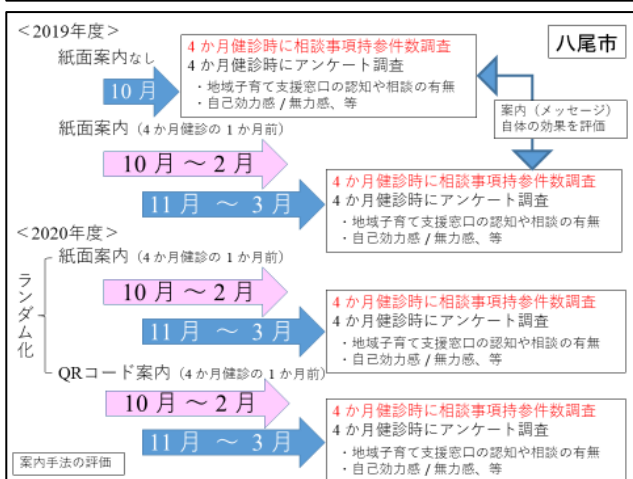 ＜2019年度＞
紙面案内なし
10 月
4 か月健診時に相談事項持参件数調査
4 か月健診時にアンケート調査
・地域子育て支援窓口の認知や相談の有無
・自己効力感 / 無力感、等
八尾市
案内（メッセージ）
自体の効果を評価
紙面案内（4 か月健診の 1 か月前）
10 月 ～ 2 月
11 月 ～ 3 月
4 か月健診時に相談事項持参件数調査
4 か月健診時にアンケート調査
・地域子育て支援窓口の認知や相談の有無
・自己効力感 / 無力感、等
＜2020年度＞
ランダム化
紙面案内（4 か月健診の 1 か月前）
10 月 ～ 2 月
11 月 ～ 3 月
4 か月健診時に相談事項持参件数調査
4 か月健診時にアンケート調査
・地域子育て支援窓口の認知や相談の有無
・自己効力感 / 無力感、等
QRコード案内（4 か月健診の 1 か月前）
10 月 ～ 2 月
11 月 ～ 3 月
4 か月健診時に相談事項持参件数調査
4 か月健診時にアンケート調査
・地域子育て支援窓口の認知や相談の有無
・自己効力感 / 無力感、等
案内手法の評価